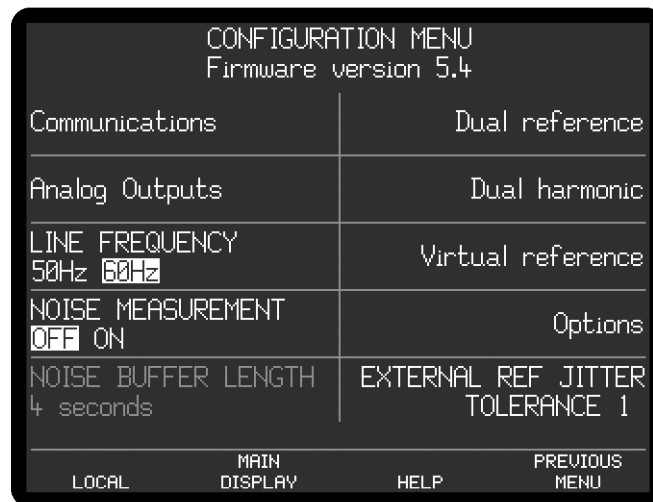 CONFIGURATION MENU
Firmware version 5.4
Communications
Dual reference
Analog Outputs
Dual harmonic
LINE FREQUENCY
50Hz 60Hz
Virtual reference
NOISE MEASUREMENT
OFF ON
Options
NOISE BUFFER LENGTH
4 seconds
EXTERNAL REF JITTER
TOLERANCE 1
LOCAL
MAIN
DISPLAY
HELP
PREVIOUS
MENU